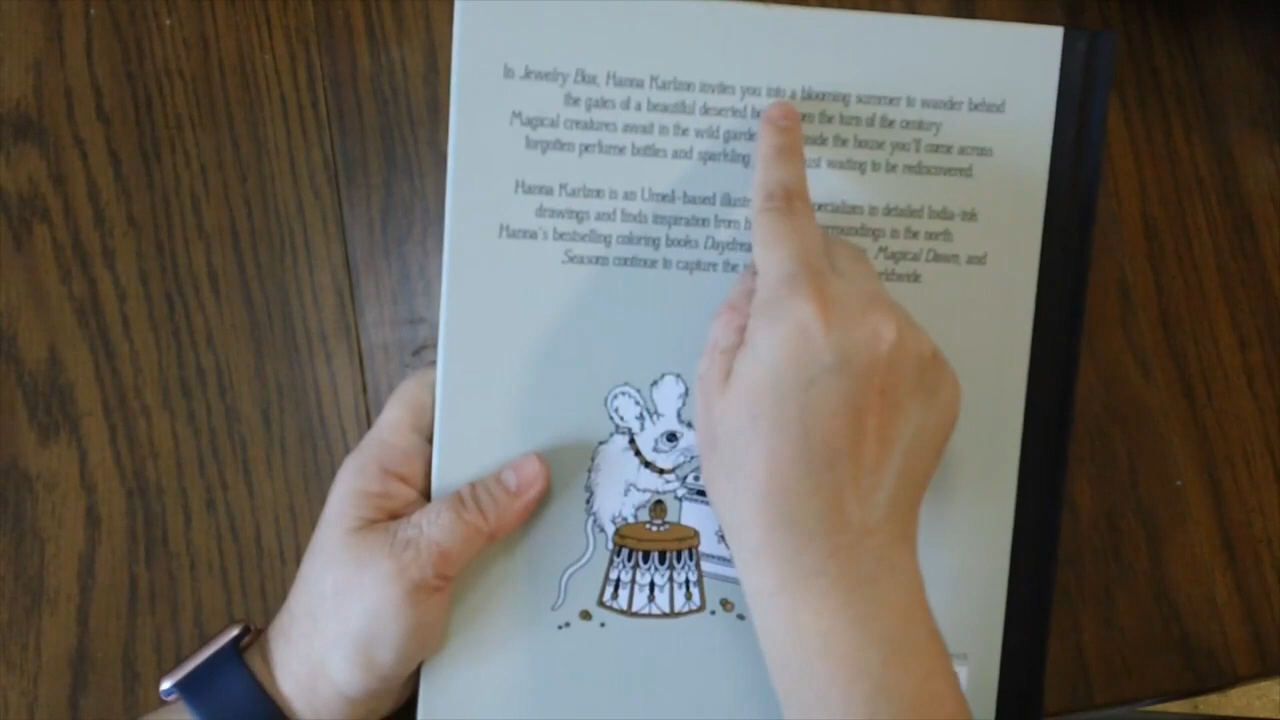 In Jewelry Box, Hanna Karlzon invites you into a blooming summer to wander behind
the gates of a beautiful deserted the turn of the century
Magical creatures await in the wild the house you'll come across
forgotten perfume bottles and sparkling waiting to be rediscovered
Hanna Karlzon is an Umeå-based specializes in detailed India-ink
drawings and finds inspiration from surroundings in the north
Hanna's bestselling coloring books Magical Dawn, and
Seasons continue to capture the